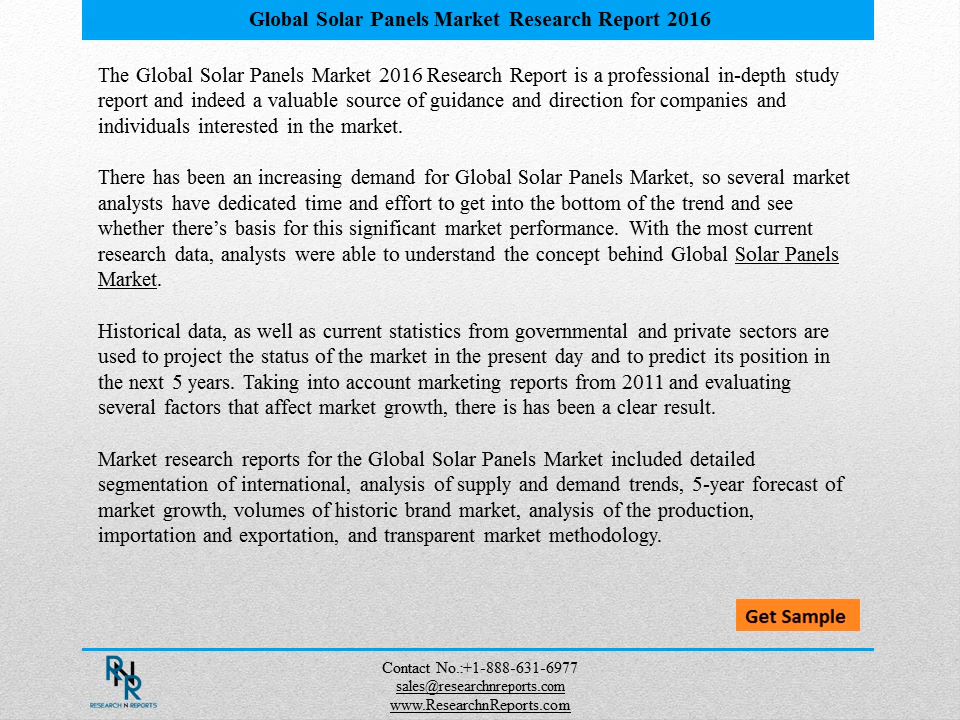 Global Solar Panels Market Research Report 2016
The Global Solar Panels Market 2016 Research Report is a professional in-depth study
report and indeed a valuable source of guidance and direction for companies and
individuals interested in the market.
There has been an increasing demand for Global Solar Panels Market, so several market
analysts have dedicated time and effort to get into the bottom of the trend and see
whether there’s basis for this significant market performance. With the most current
research data, analysts were able to understand the concept behind Global Solar Panels
Market.
Historical data, as well as current statistics from governmental and private sectors are
used to project the status of the market in the present day and to predict its position in
the next 5 years. Taking into account marketing reports from 2011 and evaluating
several factors that affect market growth, there is has been a clear result.
Market research reports for the Global Solar Panels Market included detailed
segmentation of international, analysis of supply and demand trends, 5-year forecast of
market growth, volumes of historic brand market, analysis of the production,
importation and exportation, and transparent market methodology.
Get Sample
RNR
RESEARCH N REPORTS
Contact No.:+1-888-631-6977
sales@researchnreports.com
www.ResearchnReports.com